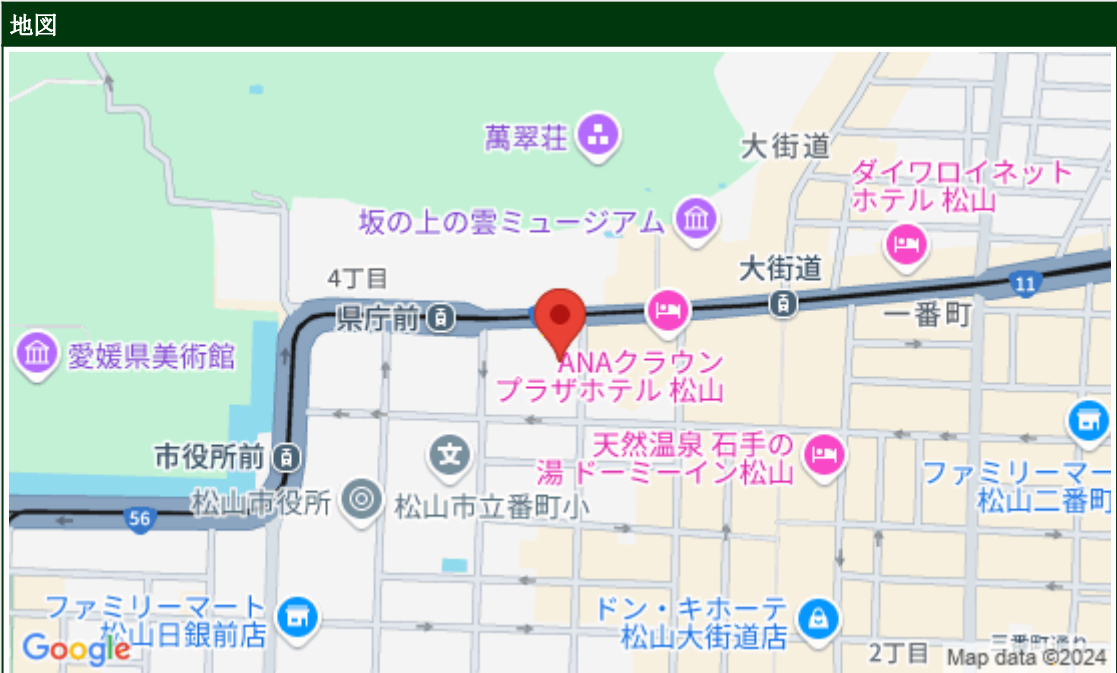 地図
萬翠荘
大街道
ダイワロイネット
ホテル 松山
坂の上の雲ミュージアム
4丁目
大街道
11
県庁前
一番町
愛媛県美術館
ANAクラウン
プラザホテル 松山
天然温泉 石手の
湯 ドーミーイン松山
市役所前
ファミリーマー
松山二番町
松山市役所
松山市立番町小
56
ファミリーマート
松山日銀前店
ドン・キホーテ
松山大街道店
三番町通り
2丁目
Google
Map data ©2024